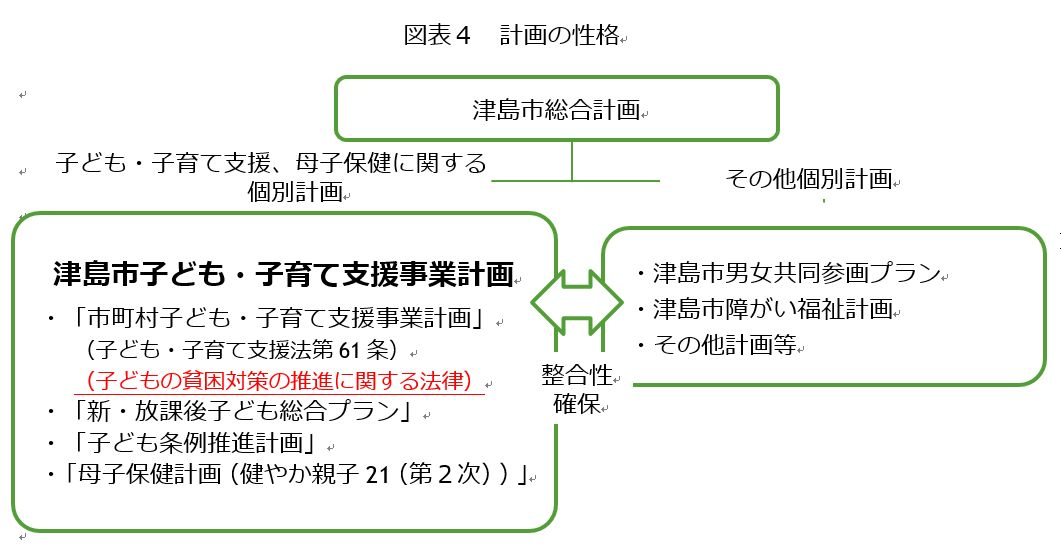 図表４　計画の性格
津島市総合計画
子ども・子育て支援、母子保健に関する
個別計画
その他個別計画
津島市子ども・子育て支援事業計画
・「市町村子ども・子育て支援事業計画」
（子ども・子育て支援法第 61 条）
（子どもの貧困対策の推進に関する法律）
・「新・放課後子ども総合プラン」
・「子ども条例推進計画」
・「母子保健計画（健やか親子 21（第２次））」
整合性
確保
・津島市男女共同参画プラン
・津島市障がい福祉計画
・その他計画等